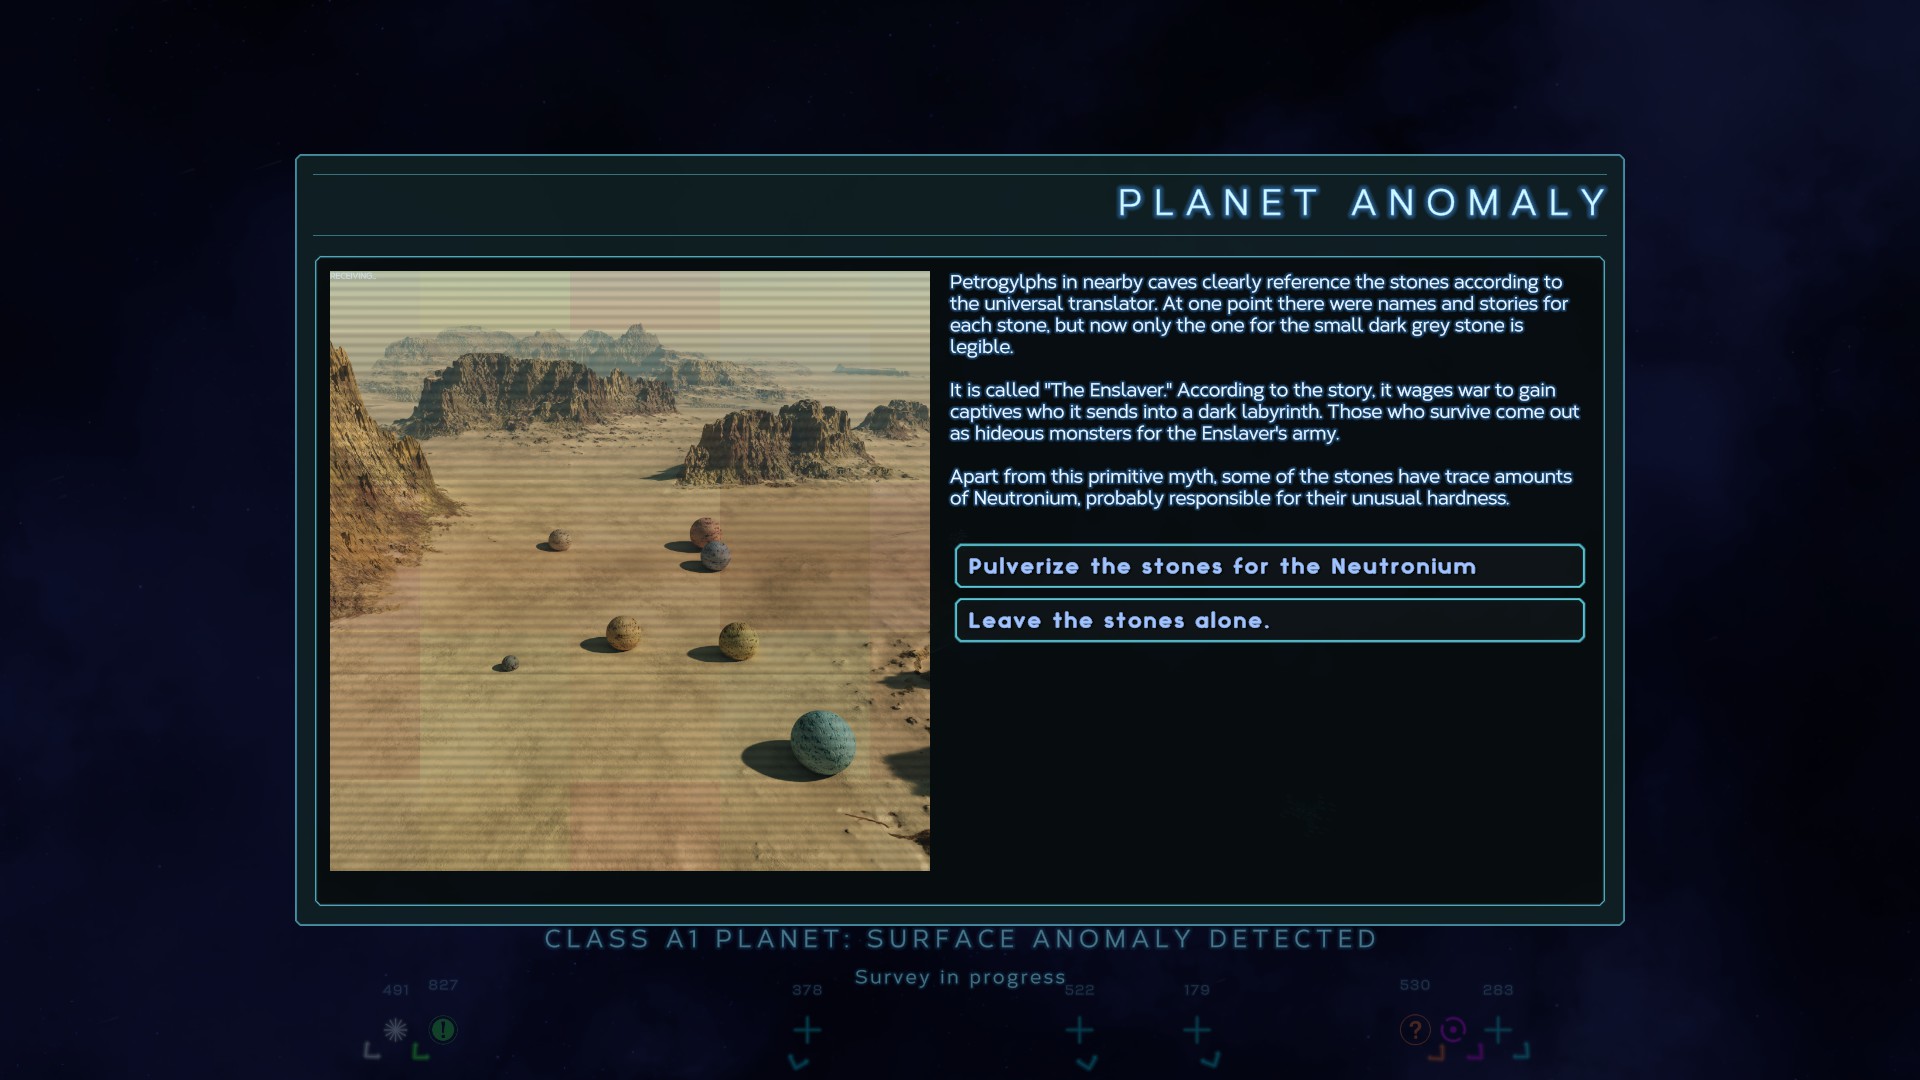 PLANET ANOMALY
RECEIVING...
Petrogylphs in nearby caves clearly reference the stones according to
the universal translator. At one point there were names and stories for
each stone, but now only the one for the small dark grey stone is
legible.
It is called "The Enslaver." According to the story, it wages war to gain
captives who it sends into a dark labyrinth. Those who survive come out
as hideous monsters for the Enslaver's army.
Apart from this primitive myth, some of the stones have trace amounts
of Neutronium, probably responsible for their unusual hardness.
Pulverize the stones for the Neutronium
Leave the stones alone.
CLASS A1 PLANET: SURFACE ANOMALY DETECTED
Survey in progress
491 827 378 522 179 530 283